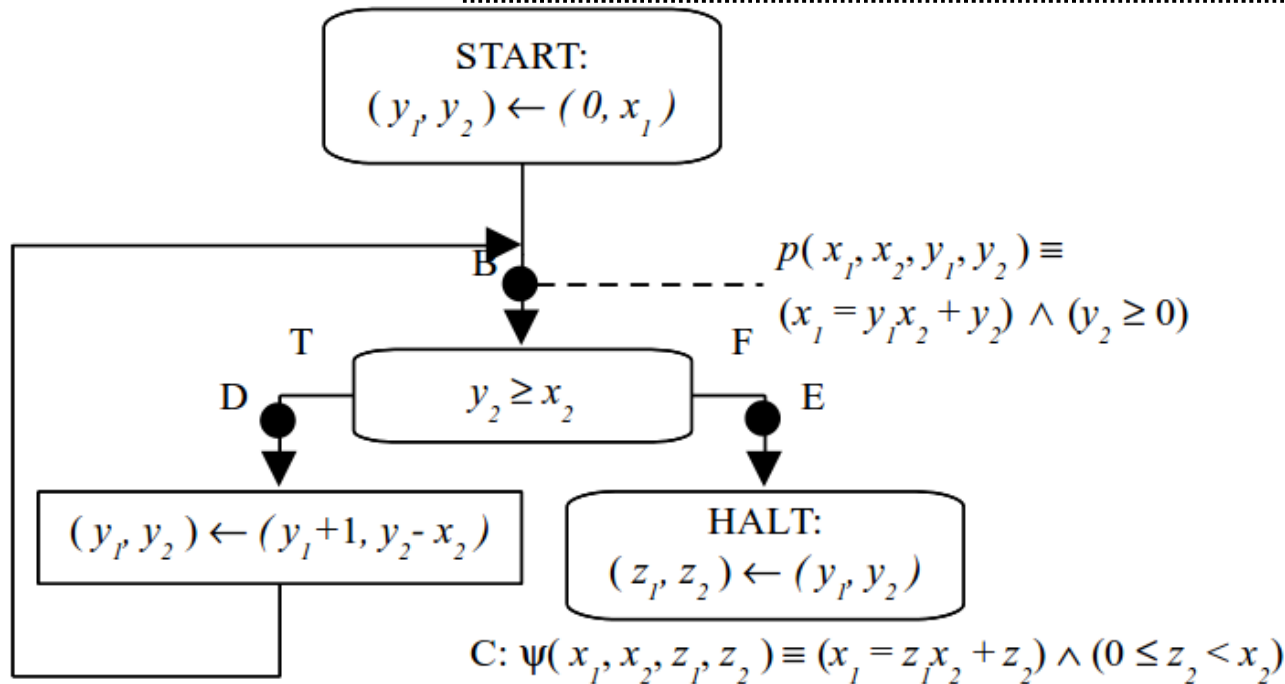 START:
( y₁, y₂ ) ← ( 0, x₁ )
B
p( x₁, x₂, y₁, y₂ ) ≡
(x₁ = y₁x₂ + y₂) ∧ (y₂ ≥ 0)
T
F
D
y₂ ≥ x₂
E
( y₁, y₂ ) ← ( y₁+1, y₂- x₂ )
HALT:
( z₁, z₂ ) ← ( y₁, y₂ )
C: ψ( x₁, x₂, z₁, z₂ ) ≡ (x₁ = z₁x₂ + z₂) ∧ (0 ≤ z₂ < x₂)